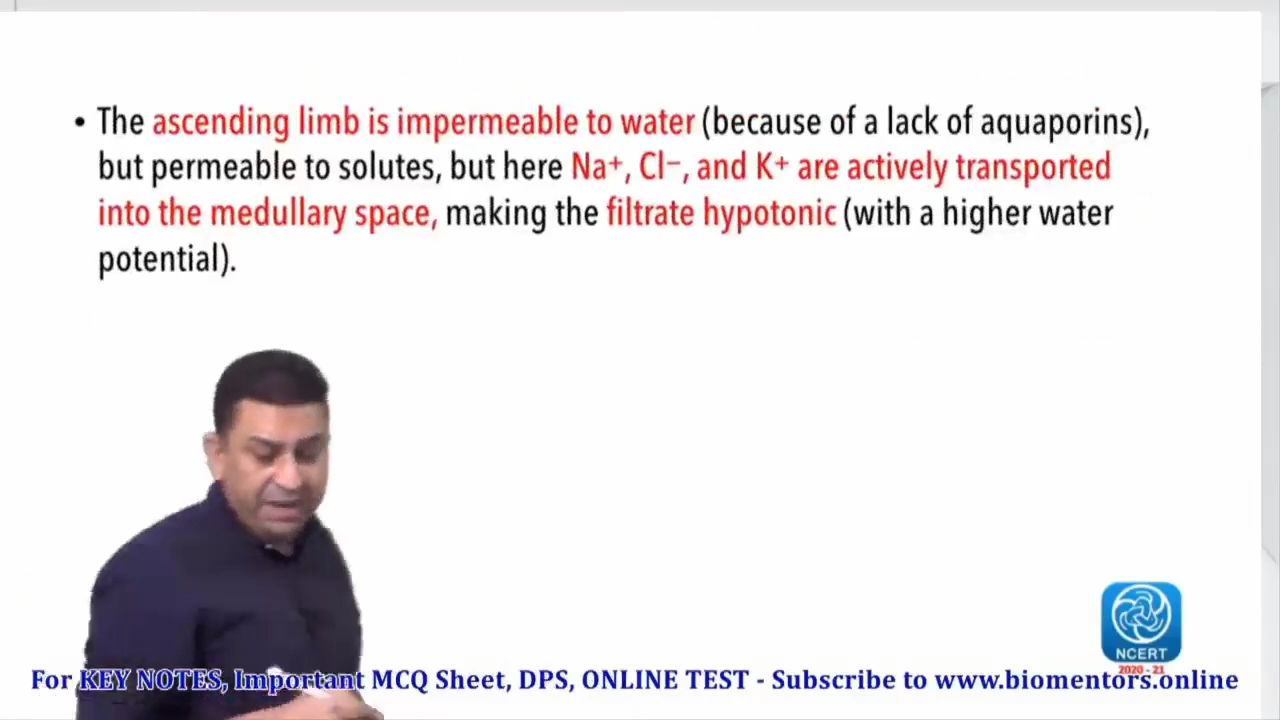 • The ascending limb is impermeable to water (because of a lack of aquaporins),
but permeable to solutes, but here Na⁺, Cl⁻, and K⁺ are actively transported
into the medullary space, making the filtrate hypotonic (with a higher water
potential).
NCERT
2020 - 21
For KEY NOTES, Important MCQ Sheet, DPS, ONLINE TEST - Subscribe to www.biomentors.online